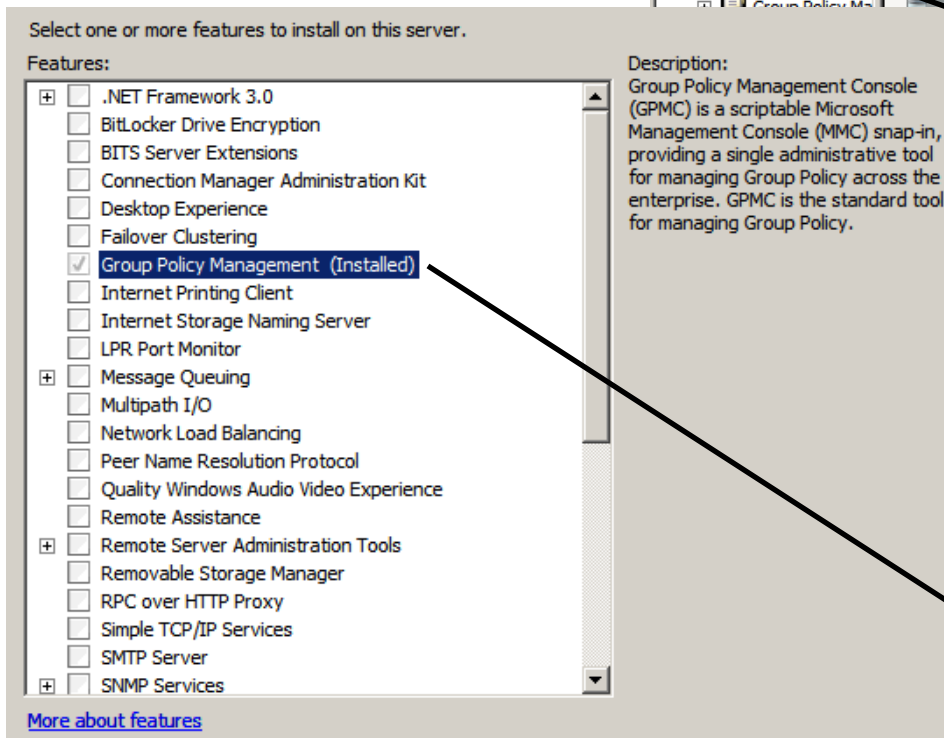 Group Policy Ma
Select one or more features to install on this server.
Features:
.NET Framework 3.0
BitLocker Drive Encryption
BITS Server Extensions
Connection Manager Administration Kit
Desktop Experience
Failover Clustering
Group Policy Management (Installed)
Internet Printing Client
Internet Storage Naming Server
LPR Port Monitor
Message Queuing
Multipath I/O
Network Load Balancing
Peer Name Resolution Protocol
Quality Windows Audio Video Experience
Remote Assistance
Remote Server Administration Tools
Removable Storage Manager
RPC over HTTP Proxy
Simple TCP/IP Services
SMTP Server
SNMP Services
More about features
Description:
Group Policy Management Console
(GPMC) is a scriptable Microsoft
Management Console (MMC) snap-in,
providing a single administrative tool
for managing Group Policy across the
enterprise. GPMC is the standard tool
for managing Group Policy.